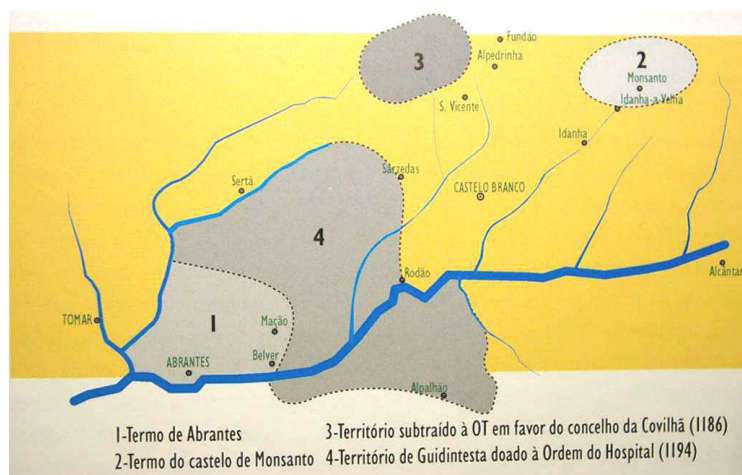 Fundão
Alpedrinha
3
2
Monsanto
S. Vicente
Idanha-a-Velha
Idanha
Sertã
Sarzedas
CASTELO BRANCO
4
Alcantar
Rodão
TOMAR
1
Mação
Belver
ABRANTES
Alpalhão
1-Termo de Abrantes
3-Território subtraído à OT em favor do concelho da Covilhã (1186)
2-Termo do castelo de Monsanto
4-Território de Guidintesta doado à Ordem do Hospital (1194)